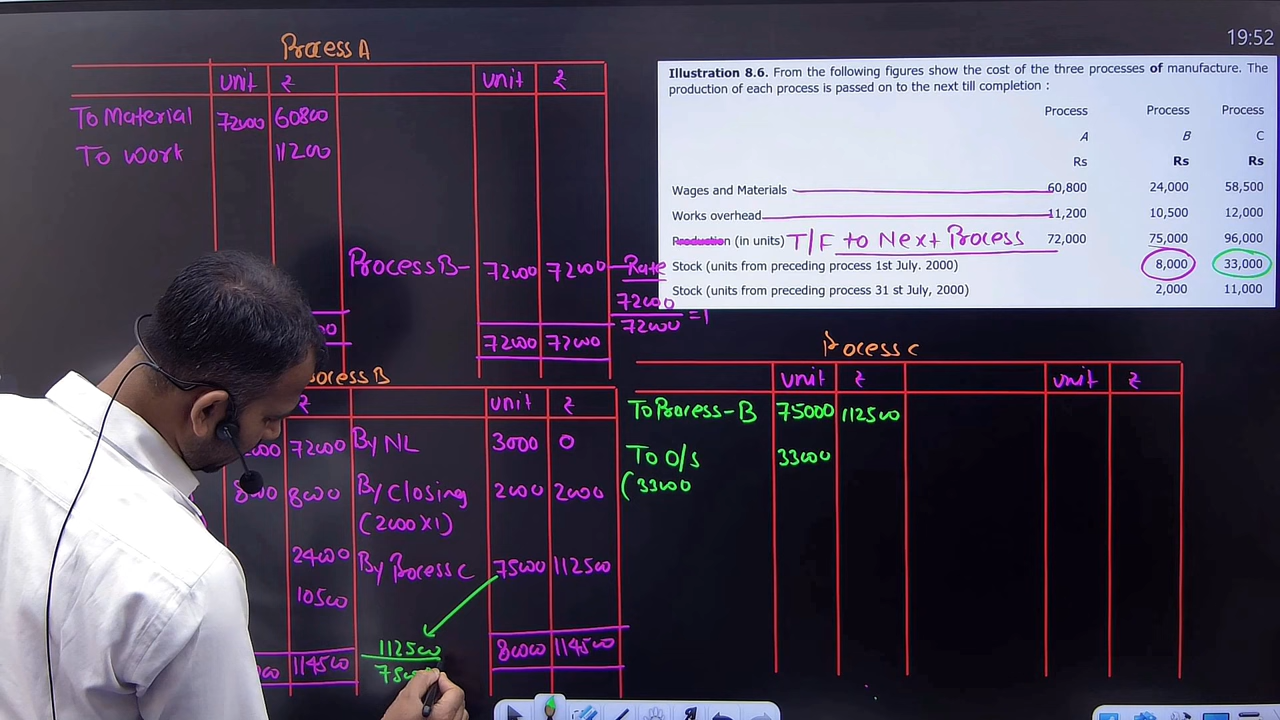 19:52
Process A
unit ₹ unit ₹
To Material 72000 60800
To Work 11200
Process B- 72000 72000 Rate
72000
72000 =1
72000 72000
Illustration 8.6. From the following figures show the cost of the three processes of manufacture. The
production of each process is passed on to the next till completion :
Process Process Process
A B C
Rs Rs Rs
Wages and Materials 60,800 24,000 58,500
Works overhead 11,200 10,500 12,000
Production (in units) T/F to Next Process 72,000 75,000 96,000
Stock (units from preceding process 1st July. 2000) 8,000 33,000
Stock (units from preceding process 31 st July, 2000) 2,000 11,000
B
₹ unit ₹
72000 By NL 3000 0
8000 8000 By Closing 2000 2000
(2000 X 1)
24000 By Process C 75000 112500
10500
114500 80000 114500
112500
Process C
unit ₹ unit ₹
To Process-B 75000 112500
To O/S 33000
(33000